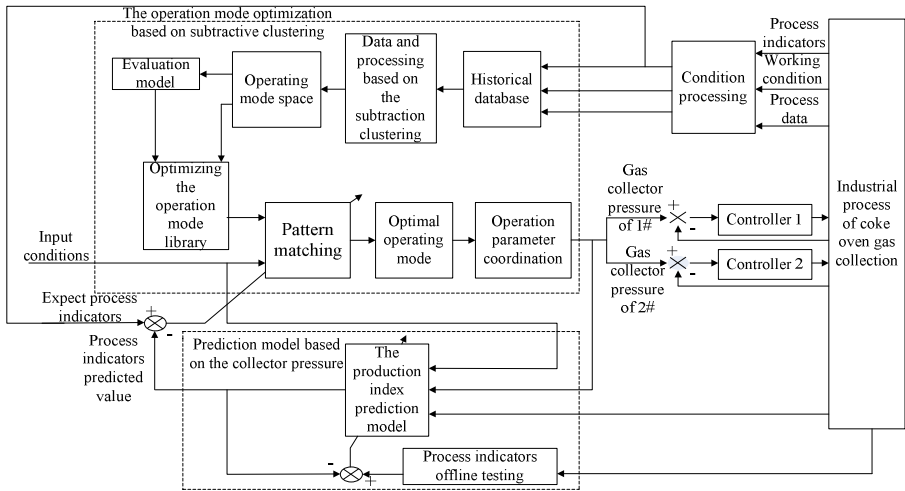 The operation mode optimization
based on subtractive clustering
Evaluation
model
Operating
mode space
Data and
processing
based on
the
subtraction
clustering
Historical
database
Condition
processing
Process
indicators
Working
condition
Process
data
Industrial
process of
coke
oven gas
collection
Optimizing
the
operation
mode
library
Pattern
matching
Optimal
operating
mode
Operation
parameter
coordination
Gas
collector
pressure
of 1#
+
-
Controller 1
Gas
collector
pressure
of 2#
+
-
Controller 2
Input
conditions
Expect process
indicators
+
-
Process
indicators
predicted
value
Prediction model based
on the collector pressure
The
production
index
prediction
model
-
+
Process indicators
offline testing